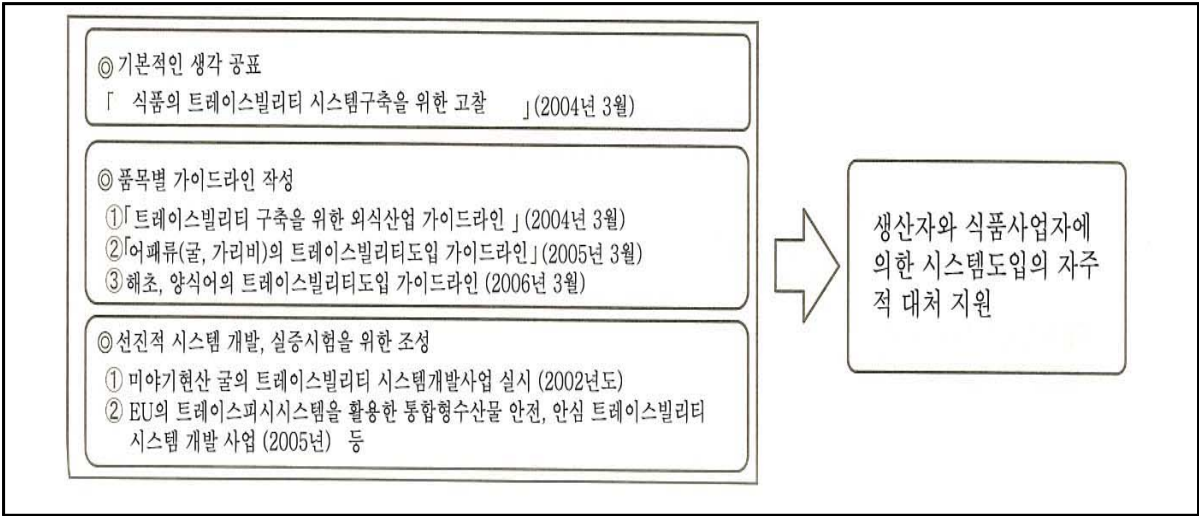 ◎ 기본적인 생각 공표
「 식품의 트레이스빌리티 시스템구축을 위한 고찰 」(2004년 3월)
◎ 품목별 가이드라인 작성
①「트레이스빌리티 구축을 위한 외식산업 가이드라인 」(2004년 3월)
②「어패류(굴, 가리비)의 트레이스빌리티도입 가이드라인」(2005년 3월)
③ 해초, 양식어의 트레이스빌리티도입 가이드라인 (2006년 3월)
◎ 선진적 시스템 개발, 실증시험을 위한 조성
① 미야기현산 굴의 트레이스빌리티 시스템개발사업 실시 (2002년도)
② EU의 트레이스피시시스템을 활용한 통합형수산물 안전, 안심 트레이스빌리티
시스템 개발 사업 (2005년) 등
생산자와 식품사업자에
의한 시스템도입의 자주
적 대처 지원